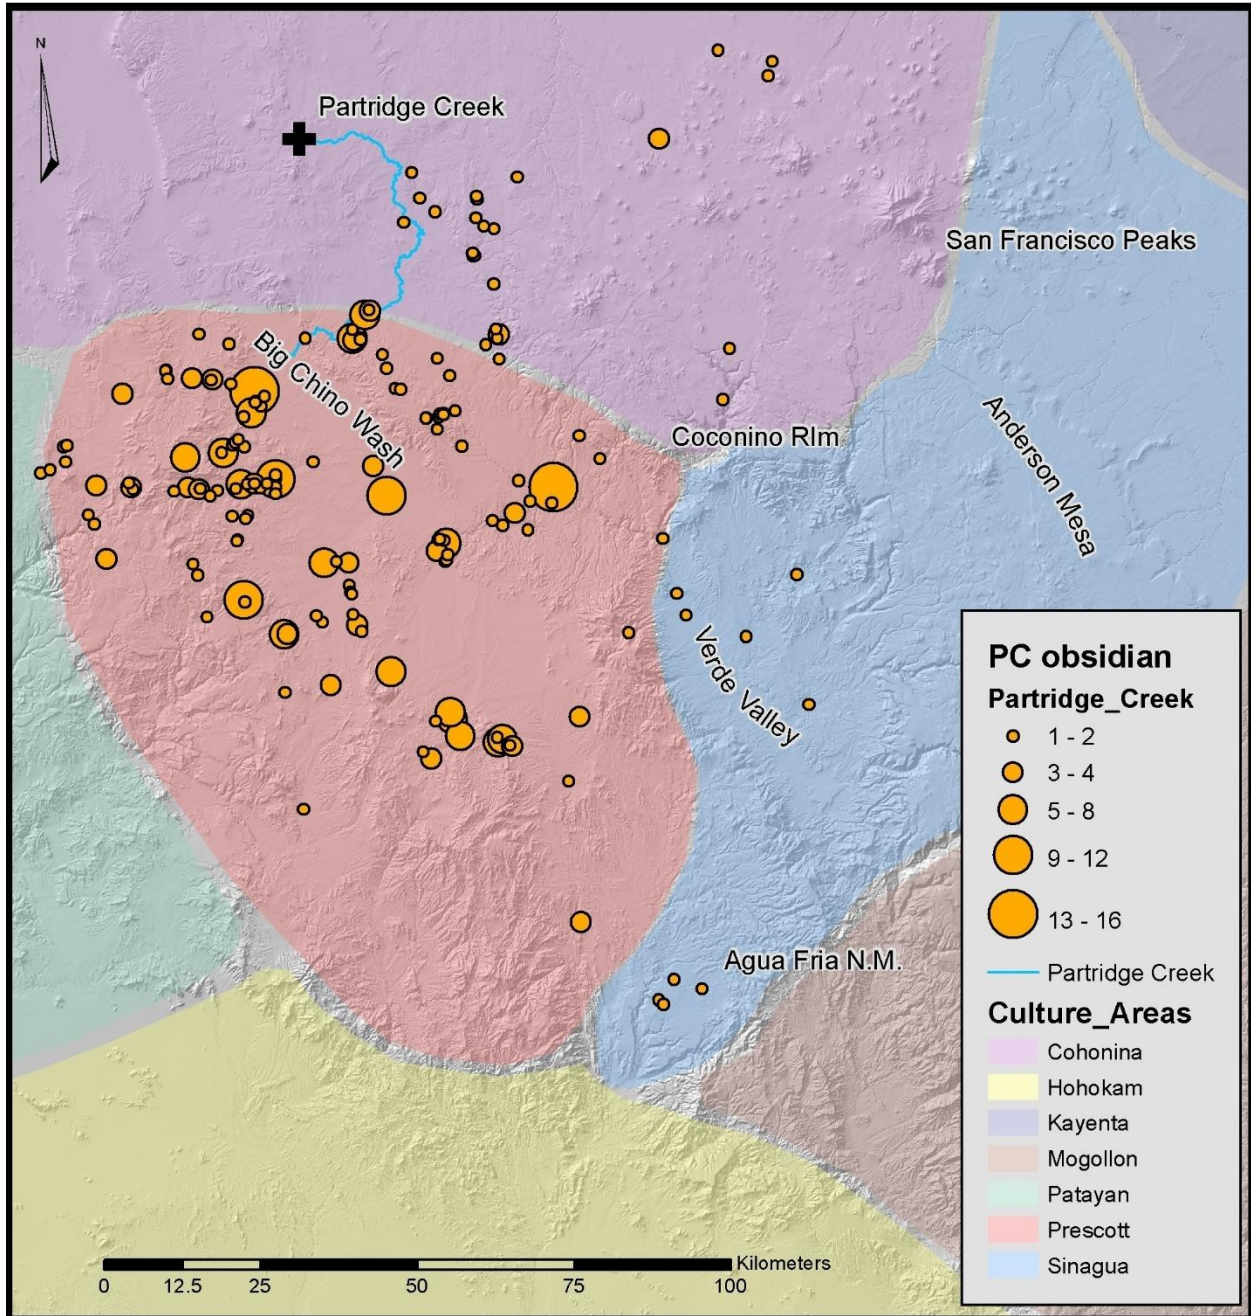 N
Partridge Creek
San Francisco Peaks
Big Chino Wash
Coconino RIm
Anderson Mesa
Verde Valley
Agua Fria N.M.
PC obsidian
Partridge_Creek
1 - 2
3 - 4
5 - 8
9 - 12
13 - 16
Partridge Creek
Culture_Areas
Cohonina
Hohokam
Kayenta
Mogollon
Patayan
Prescott
Sinagua
Kilometers
0 12.5 25 50 75 100